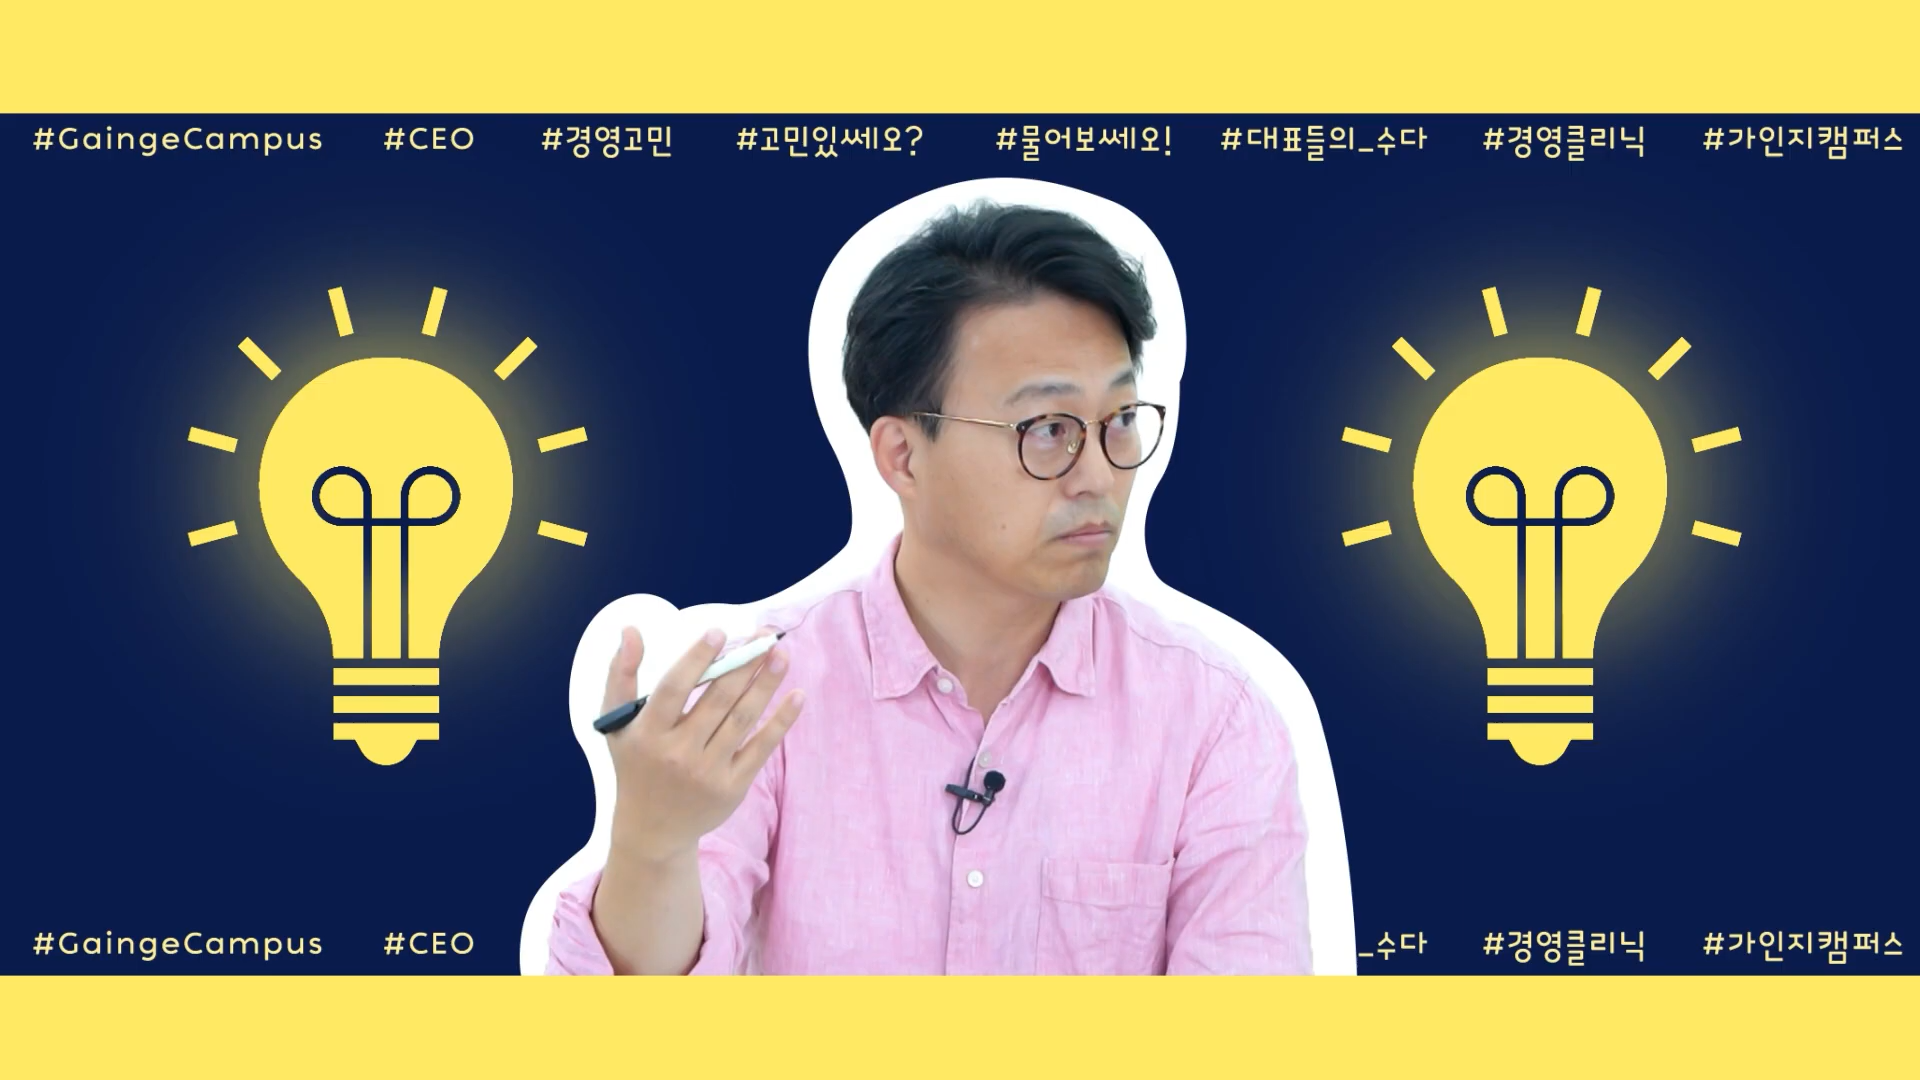 #GaingeCampus #CEO #경영고민 #고민있쎄오? #물어보쎄오! #대표들의_수다 #경영클리닉 #가인지캠퍼스
#GaingeCampus #CEO _수다 #경영클리닉 #가인지캠퍼스